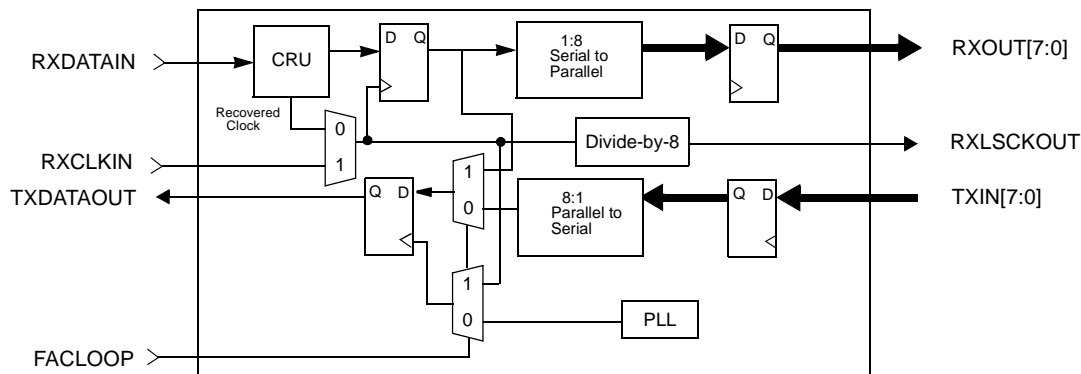 RXDATAIN
CRU
D Q
1:8
Serial to
Parallel
D Q
RXOUT[7:0]
Recovered
Clock
0
1
RXCLKIN
Divide-by-8
RXLSCKOUT
TXDATAOUT
Q D
1
0
8:1
Parallel to
Serial
Q D
TXIN[7:0]
1
0
PLL
FACLOOP